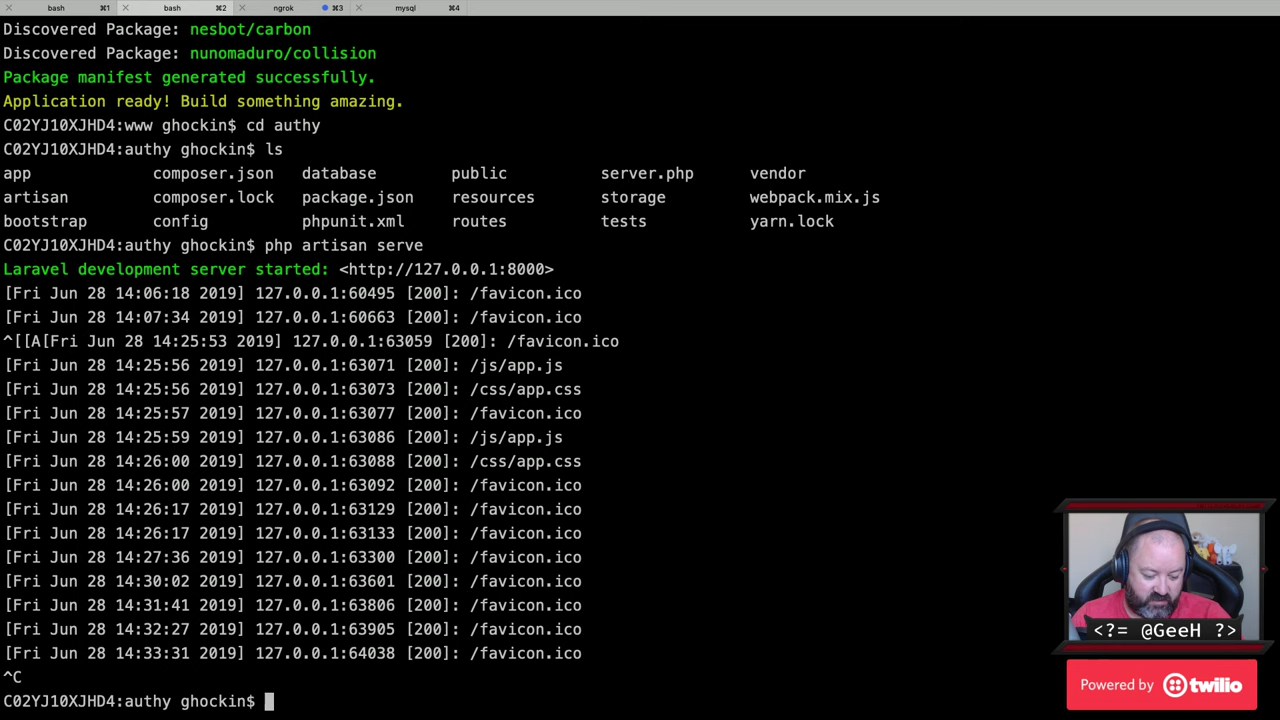 bash ⌘1 bash ⌘2 ngrok ⌘3 mysql ⌘4
Discovered Package: nesbot/carbon
Discovered Package: nunomaduro/collision
Package manifest generated successfully.
Application ready! Build something amazing.
C02YJ10XJHD4:www ghockin$ cd authy
C02YJ10XJHD4:authy ghockin$ ls
app composer.json database public server.php vendor
artisan composer.lock package.json resources storage webpack.mix.js
bootstrap config phpunit.xml routes tests yarn.lock
C02YJ10XJHD4:authy ghockin$ php artisan serve
Laravel development server started: <http://127.0.0.1:8000>
[Fri Jun 28 14:06:18 2019] 127.0.0.1:60495 [200]: /favicon.ico
[Fri Jun 28 14:07:34 2019] 127.0.0.1:60663 [200]: /favicon.ico
^[[A[Fri Jun 28 14:25:53 2019] 127.0.0.1:63059 [200]: /favicon.ico
[Fri Jun 28 14:25:56 2019] 127.0.0.1:63071 [200]: /js/app.js
[Fri Jun 28 14:25:56 2019] 127.0.0.1:63073 [200]: /css/app.css
[Fri Jun 28 14:25:57 2019] 127.0.0.1:63077 [200]: /favicon.ico
[Fri Jun 28 14:25:59 2019] 127.0.0.1:63086 [200]: /js/app.js
[Fri Jun 28 14:26:00 2019] 127.0.0.1:63088 [200]: /css/app.css
[Fri Jun 28 14:26:00 2019] 127.0.0.1:63092 [200]: /favicon.ico
[Fri Jun 28 14:26:17 2019] 127.0.0.1:63129 [200]: /favicon.ico
[Fri Jun 28 14:26:17 2019] 127.0.0.1:63133 [200]: /favicon.ico
[Fri Jun 28 14:27:36 2019] 127.0.0.1:63300 [200]: /favicon.ico
[Fri Jun 28 14:30:02 2019] 127.0.0.1:63601 [200]: /favicon.ico
[Fri Jun 28 14:31:41 2019] 127.0.0.1:63806 [200]: /favicon.ico
[Fri Jun 28 14:32:27 2019] 127.0.0.1:63905 [200]: /favicon.ico
[Fri Jun 28 14:33:31 2019] 127.0.0.1:64038 [200]: /favicon.ico
^C
C02YJ10XJHD4:authy ghockin$
<?= @GeeH ?>
Powered by twilio